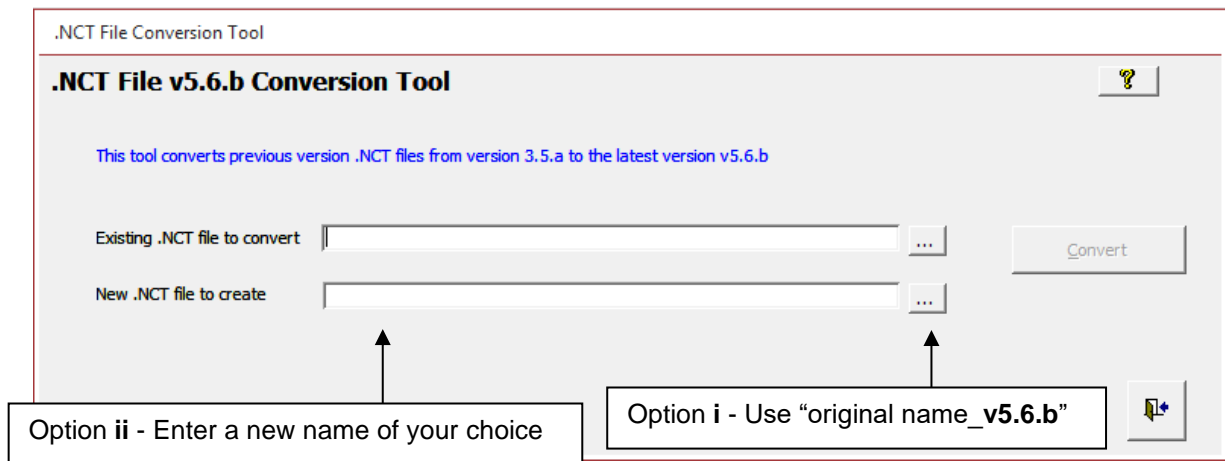 .NCT File Conversion Tool
.NCT File v5.6.b Conversion Tool
?
This tool converts previous version .NCT files from version 3.5.a to the latest version v5.6.b
Existing .NCT file to convert
...
Convert
New .NCT file to create
...
Option ii - Enter a new name of your choice
Option i - Use “original name_v5.6.b”